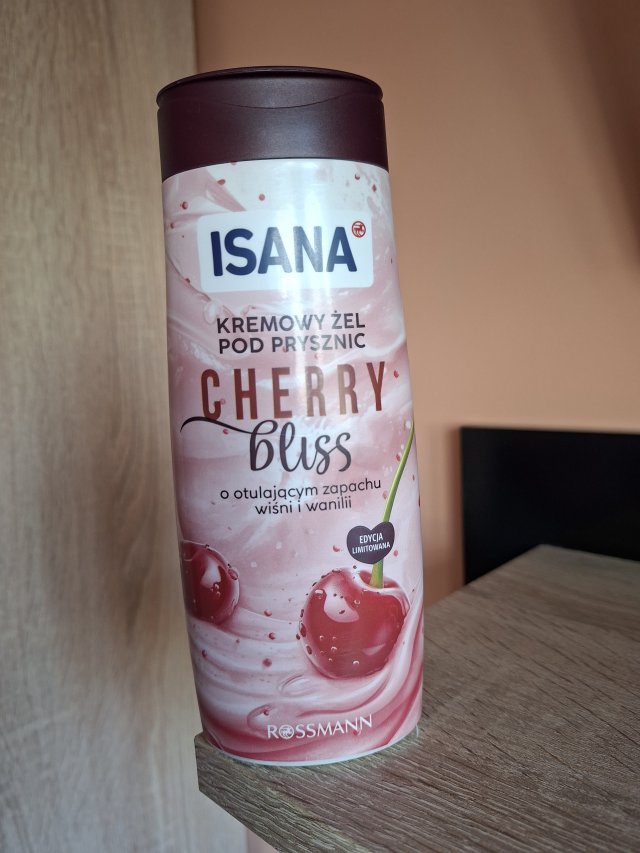 ISANA
KREMOWY ŻEL
POD PRYSZNIC
CHERRY
bliss
o otulającym zapachu
wiśni i wanilii
EDYCJA
LIMITOWANA
ROSSMANN